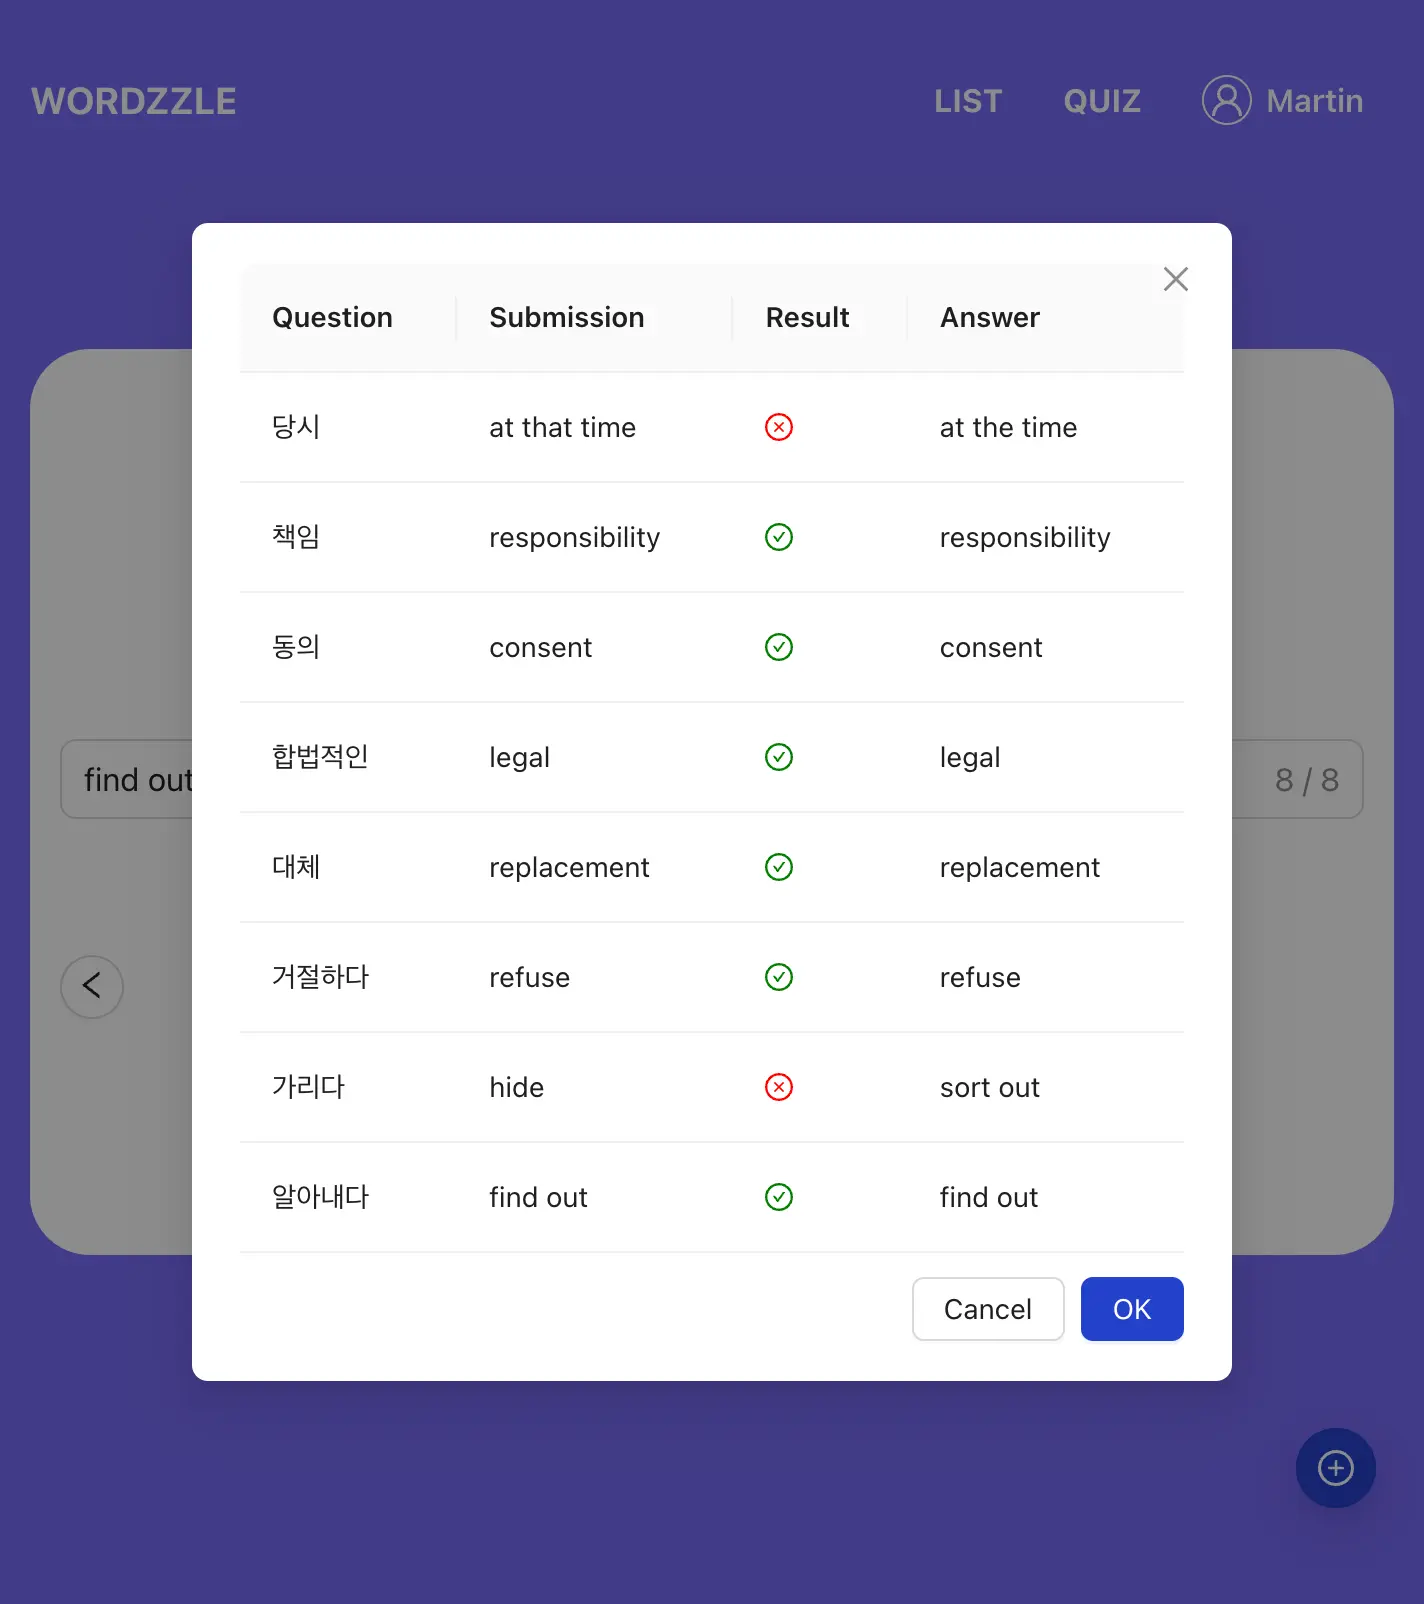 WORDZZLE LIST QUIZ Martin
Question Submission Result Answer
당시 at that time at the time
책임 responsibility responsibility
동의 consent consent
합법적인 legal legal
find out 8 / 8
대체 replacement replacement
거절하다 refuse refuse
가리다 hide sort out
알아내다 find out find out
Cancel OK